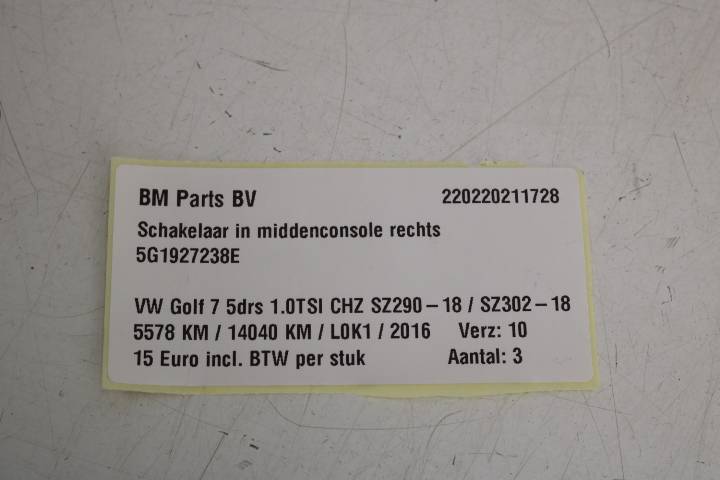 BM Parts BV 220220211728
Schakelaar in middenconsole rechts
5G1927238E
VW Golf 7 5drs 1.0TSI CHZ SZ290-18 / SZ302-18
5578 KM / 14040 KM / L0K1 / 2016 Verz: 10
15 Euro incl. BTW per stuk Aantal: 3